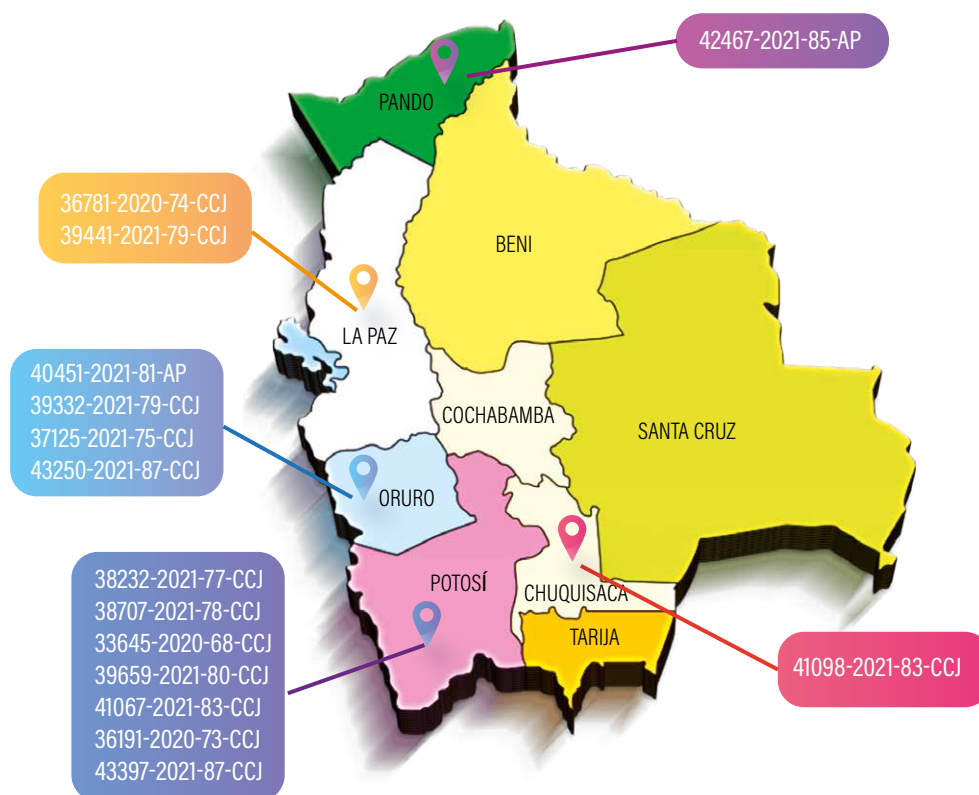 42467-2021-85-AP
PANDO
36781-2020-74-CCJ
39441-2021-79-CCJ
BENI
LA PAZ
40451-2021-81-AP
39332-2021-79-CCJ
37125-2021-75-CCJ
43250-2021-87-CCJ
COCHABAMBA
SANTA CRUZ
ORURO
38232-2021-77-CCJ
38707-2021-78-CCJ
33645-2020-68-CCJ
39659-2021-80-CCJ
41067-2021-83-CCJ
36191-2020-73-CCJ
43397-2021-87-CCJ
POTOSÍ
CHUQUISACA
TARIJA
41098-2021-83-CCJ